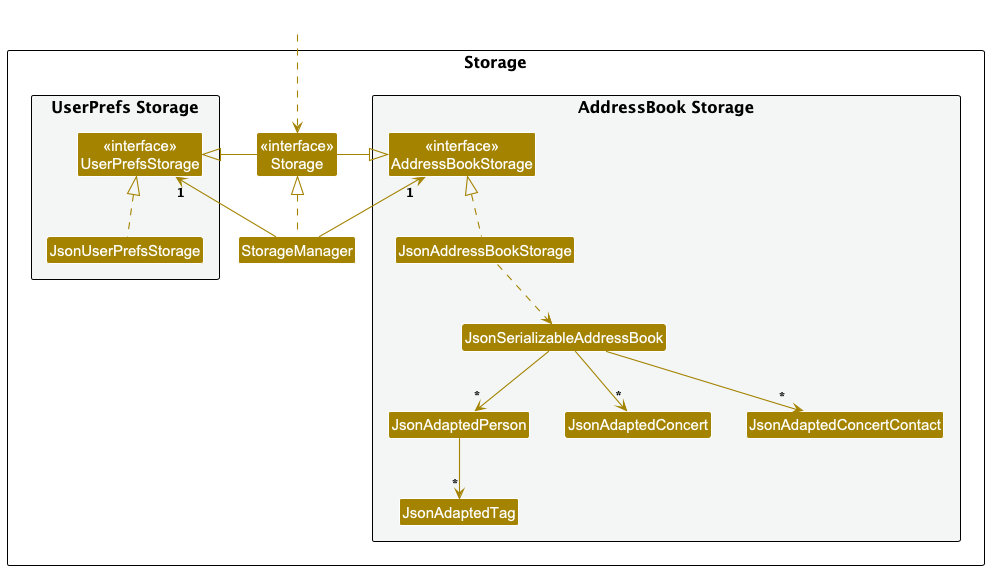 Storage
UserPrefs Storage
AddressBook Storage
«interface»
UserPrefsStorage
«interface»
Storage
«interface»
AddressBookStorage
1
1
JsonUserPrefsStorage
StorageManager
JsonAddressBookStorage
JsonSerializableAddressBook
*
*
*
JsonAdaptedPerson
JsonAdaptedConcert
JsonAdaptedConcertContact
*
JsonAdaptedTag